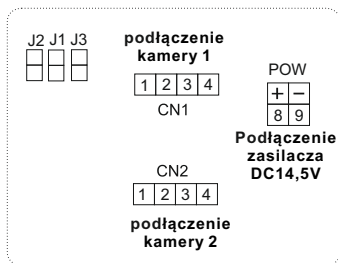 J2 J1 J3
podłączenie
kamery 1
1 2 3 4
CN1
POW
+ −
8 9
Podłączenie
zasilacza
DC14,5V
CN2
1 2 3 4
podłączenie
kamery 2